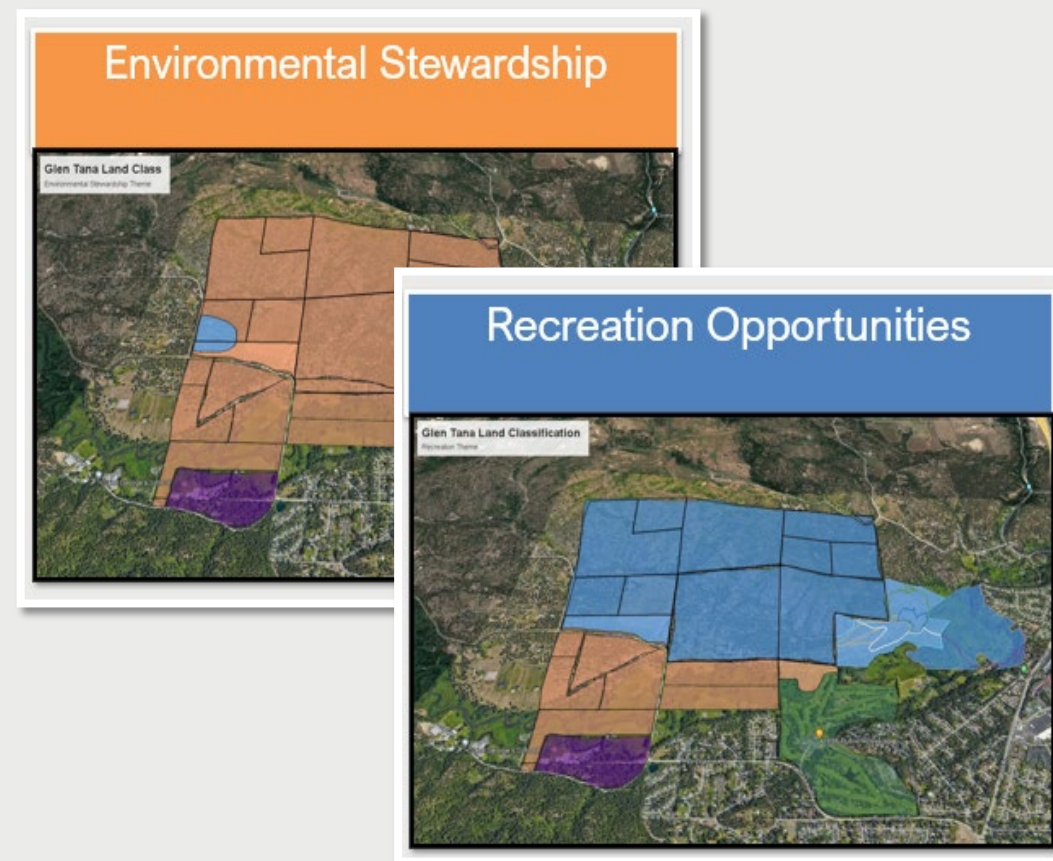 Environmental Stewardship
Glen Tana Land Class
Environmental Stewardship Theme
Recreation Opportunities
Glen Tana Land Classification
Recreation Theme